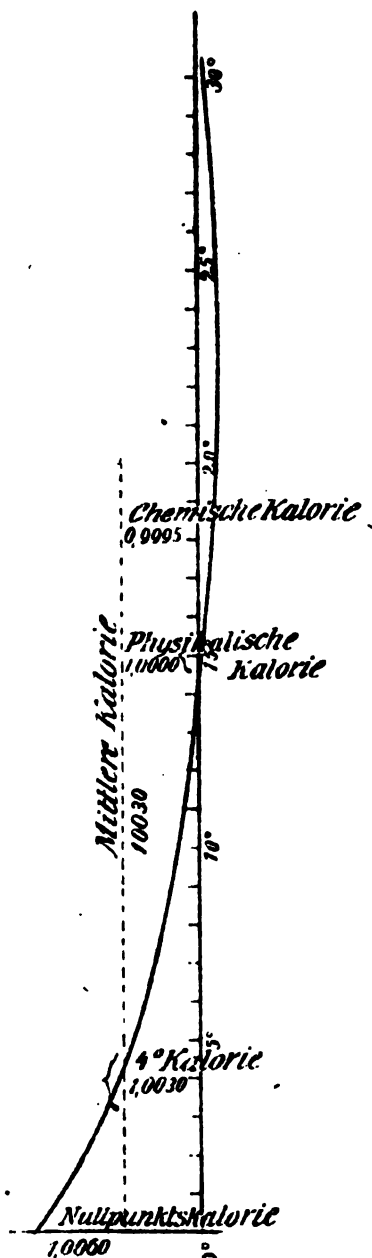 30°
25°
20°
Chemische Kalorie
0,9995
Physikalische
1,0000 15°
Kalorie
Mittlere Kalorie
10030
10°
5°
4° Kalorie
1,0030
Nullpunktskalorie
1,0060
0°